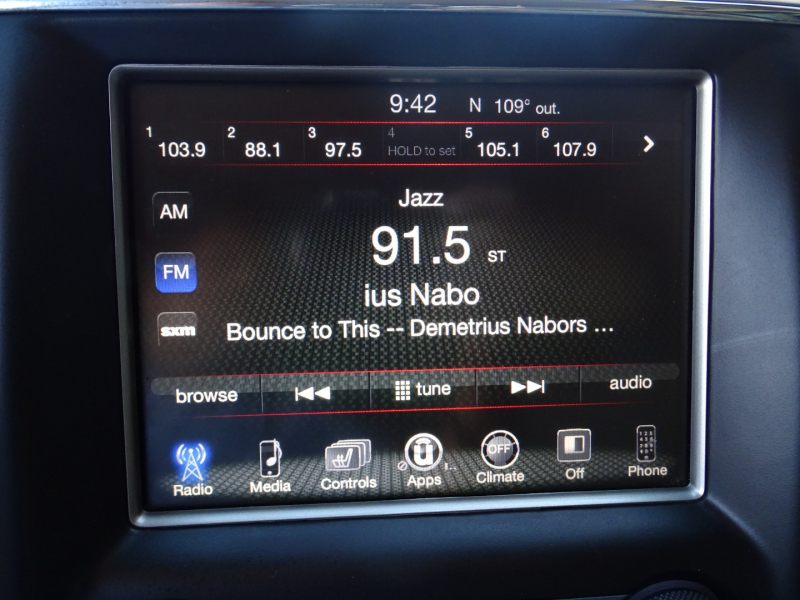 9:42 N 109° out.
1 2 3 4 5 6
103.9 88.1 97.5 HOLD to set 105.1 107.9
Jazz
AM
91.5 ST
FM
ius Nabo
sxm
Bounce to This -- Demetrius Nabors ...
browse tune audio
OFF
Radio Media Controls Apps Climate Off Phone